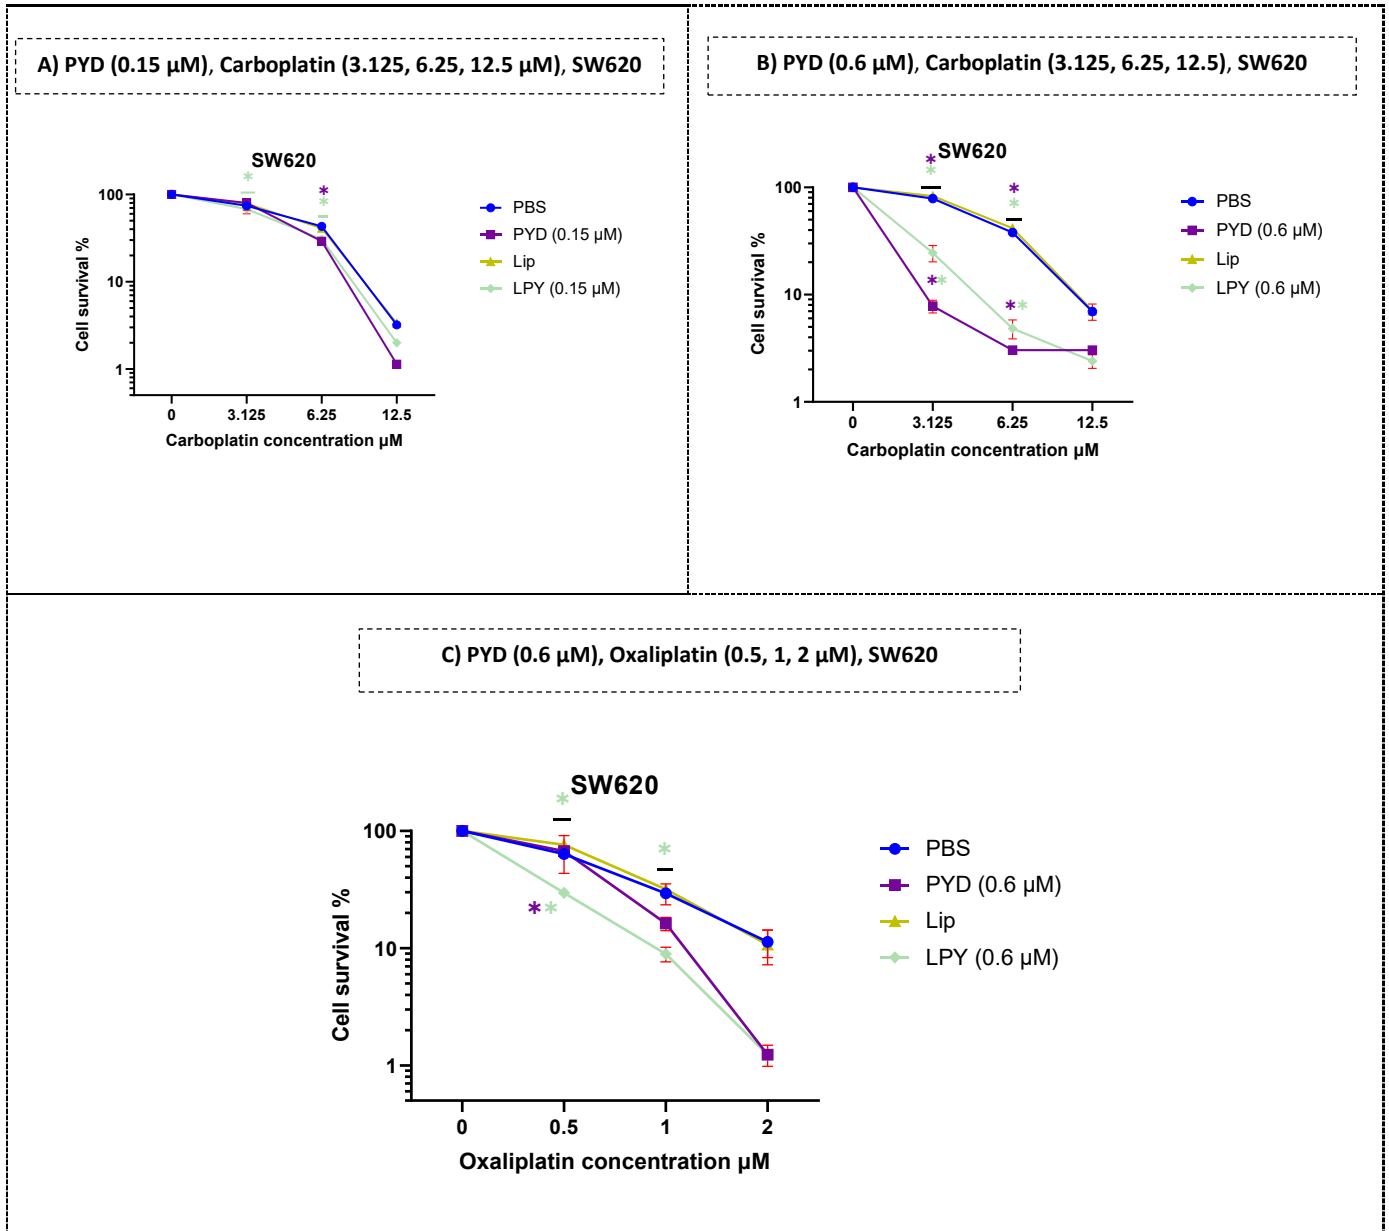 A) PYD (0.15 µM), Carboplatin (3.125, 6.25, 12.5 µM), SW620
SW620
*
*
*
100
10
1
Cell survival %
0 3.125 6.25 12.5
Carboplatin concentration µM
PBS
PYD (0.15 µM)
Lip
LPY (0.15 µM)
B) PYD (0.6 µM), Carboplatin (3.125, 6.25, 12.5), SW620
SW620
*
*
*
*
**
**
100
10
1
Cell survival %
0 3.125 6.25 12.5
Carboplatin concentration µM
PBS
PYD (0.6 µM)
Lip
LPY (0.6 µM)
C) PYD (0.6 µM), Oxaliplatin (0.5, 1, 2 µM), SW620
SW620
*
*
**
100
10
1
Cell survival %
0 0.5 1 2
Oxaliplatin concentration µM
PBS
PYD (0.6 µM)
Lip
LPY (0.6 µM)